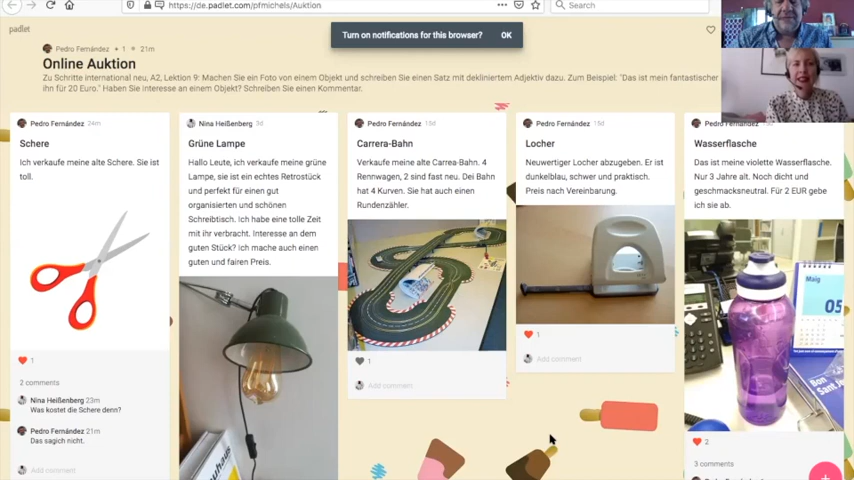 https://de.padlet.com/pfmichels/Auktion
Search
padlet
Turn on notifications for this browser?
OK
Pedro Fernández • 1 21m
Online Auktion
Zu Schritte international neu, A2, Lektion 9: Machen Sie ein Foto von einem Objekt und schreiben Sie einen Satz mit dekliniertem Adjektiv dazu. Zum Beispiel: "Das ist mein fantastischer
ihn für 20 Euro." Haben Sie Interesse an einem Objekt? Schreiben Sie einen Kommentar.
Pedro Fernández 24m
Schere
Ich verkaufe meine alte Schere. Sie ist
toll.
1
2 comments
Nina Heißenberg 23m
Was kostet die Schere denn?
Pedro Fernández 21m
Das sagich nicht.
Add comment
Nina Heißenberg 3d
Grüne Lampe
Hallo Leute, ich verkaufe meine grüne
Lampe, sie ist ein echtes Retrostück
und perfekt für einen gut
organisierten und schönen
Schreibtisch. Ich habe eine tolle Zeit
mit ihr verbracht. Interesse an dem
guten Stück? Ich mache auch einen
guten und fairen Preis.
Pedro Fernández 15d
Carrera-Bahn
Verkaufe meine alte Carrea-Bahn. 4
Rennwagen, 2 sind fast neu. Dei Bahn
hat 4 Kurven. Sie hat auch einen
Rundenzähler.
1
Add comment
Pedro Fernández
Locher
Neuwertiger Locher abzugeben. Er ist
dunkelblau, schwer und praktisch.
Preis nach Vereinbarung.
1
Add comment
Pedro Fernández
Wasserflasche
Das ist meine violette Wasserflasche.
Nur 3 Jahre alt. Noch dicht und
geschmacksneutral. Für 2 EUR gebe
ich sie ab.
Maig
05
Bon
Sant Je
2
3 comments